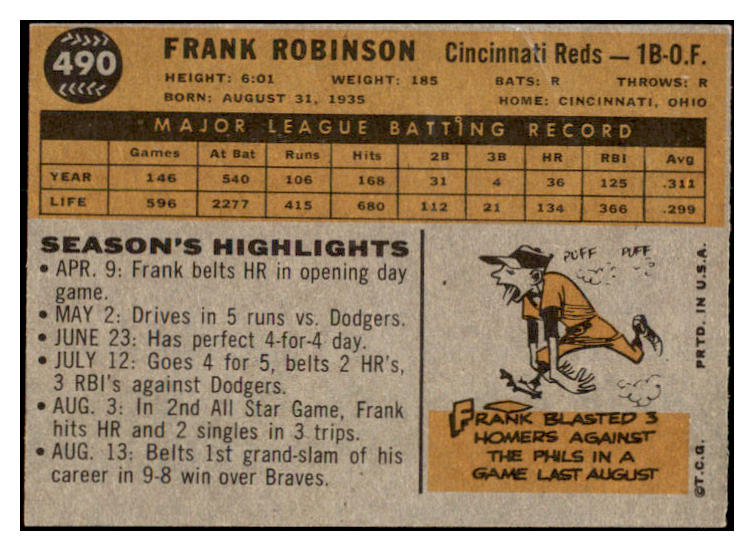 490
FRANK ROBINSON Cincinnati Reds — 1B-O.F.
HEIGHT: 6:01 WEIGHT: 185 BATS: R THROWS: R
BORN: AUGUST 31, 1935 HOME: CINCINNATI, OHIO
MAJOR LEAGUE BATTING RECORD
Games At Bat Runs Hits 2B 3B HR RBI Avg
YEAR 146 540 106 168 31 4 36 125 .311
LIFE 596 2277 415 680 112 21 134 366 .299
SEASON'S HIGHLIGHTS
• APR. 9: Frank belts HR in opening day
game.
• MAY 2: Drives in 5 runs vs. Dodgers.
• JUNE 23: Has perfect 4-for-4 day.
• JULY 12: Goes 4 for 5, belts 2 HR's,
3 RBI's against Dodgers.
• AUG. 3: In 2nd All Star Game, Frank
hits HR and 2 singles in 3 trips.
• AUG. 13: Belts 1st grand-slam of his
career in 9-8 win over Braves.
PUFF PUFF
FRANK BLASTED 3
HOMERS AGAINST
THE PHILS IN A
GAME LAST AUGUST
©T.C.G. PRTD. IN U.S.A.